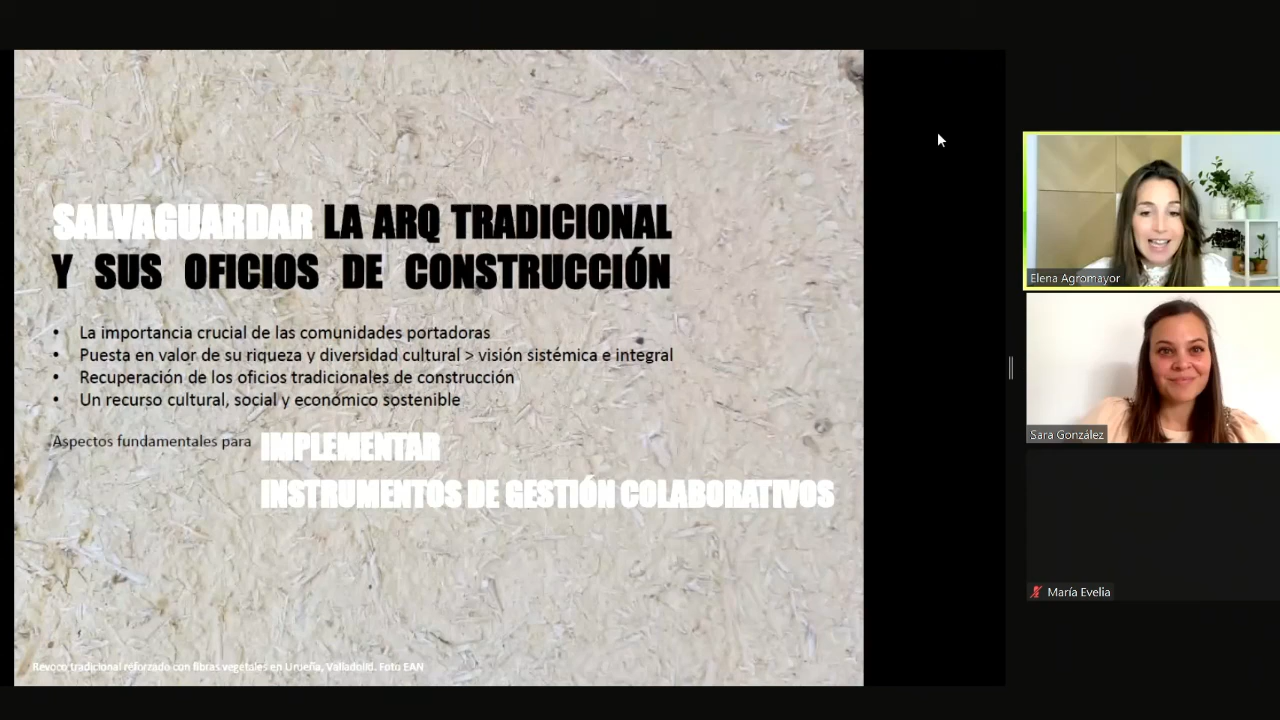 SALVAGUARDAR LA ARQ TRADICIONAL
Y SUS OFICIOS DE CONSTRUCCIÓN
• La importancia crucial de las comunidades portadoras
• Puesta en valor de su riqueza y diversidad cultural > visión sistémica e integral
• Recuperación de los oficios tradicionales de construcción
• Un recurso cultural, social y económico sostenible
Aspectos fundamentales para IMPLEMENTAR
INSTRUMENTOS DE GESTIÓN COLABORATIVOS
Revoco tradicional reforzado con fibras vegetales en Urueña, Valladolid. Foto EAN
Elena Agromayor
Sara González
María Evelia